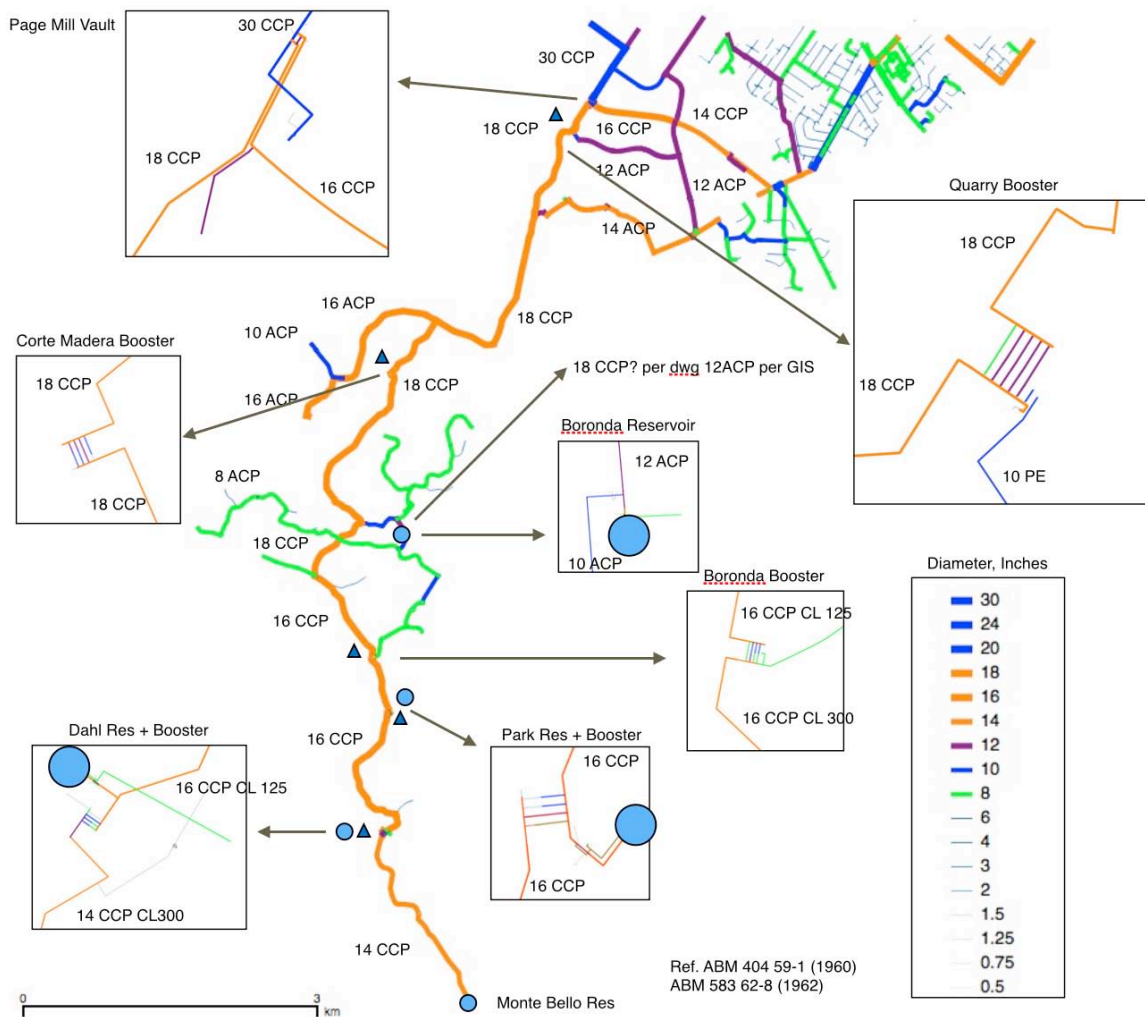 Page Mill Vault
30 CCP
18 CCP
16 CCP
30 CCP
18 CCP
16 CCP
14 CCP
12 ACP
12 ACP
14 ACP
18 CCP
Quarry Booster
18 CCP
18 CCP
10 PE
16 ACP
10 ACP
16 ACP
18 CCP
Corte Madera Booster
18 CCP
18 CCP
18 CCP? per dwg 12ACP per GIS
Boronda Reservoir
12 ACP
10 ACP
8 ACP
18 CCP
16 CCP
Boronda Booster
16 CCP CL 125
16 CCP CL 300
16 CCP
Dahl Res + Booster
16 CCP CL 125
14 CCP CL300
Park Res + Booster
16 CCP
16 CCP
14 CCP
Monte Bello Res
Ref. ABM 404 59-1 (1960)
ABM 583 62-8 (1962)
Diameter, Inches
30
24
20
18
16
14
12
10
8
6
4
3
2
1.5
1.25
0.75
0.5
0 3
km